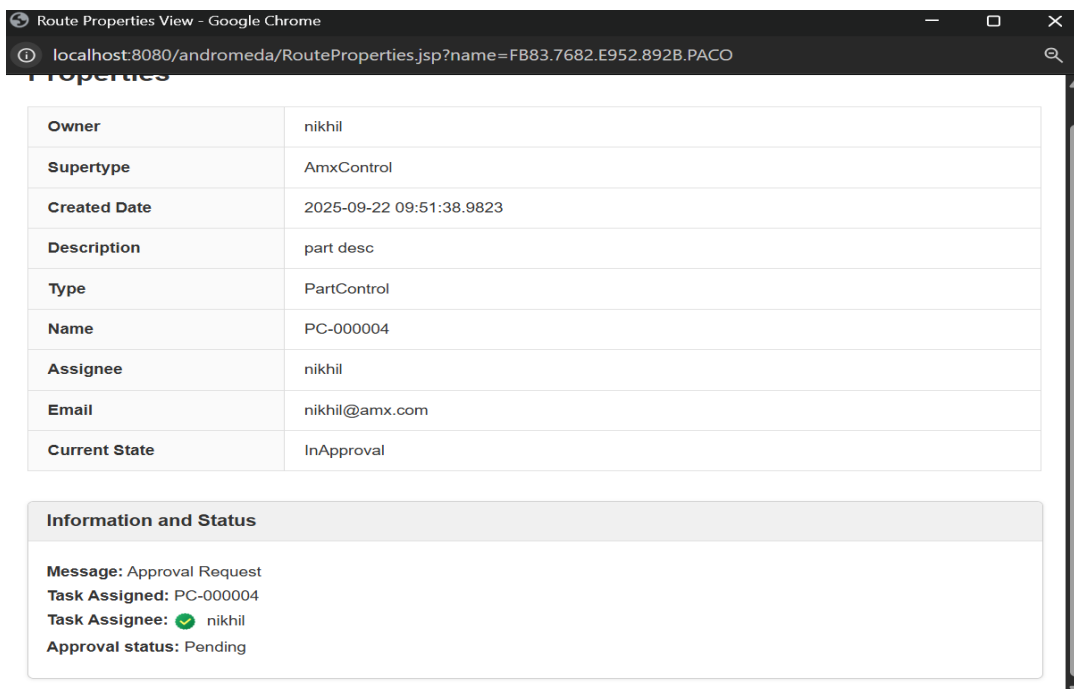 Route Properties View - Google Chrome
localhost:8080/andromeda/RouteProperties.jsp?name=FB83.7682.E952.892B.PACO
Properties
Owner nikhil
Supertype AmxControl
Created Date 2025-09-22 09:51:38.9823
Description part desc
Type PartControl
Name PC-000004
Assignee nikhil
Email nikhil@amx.com
Current State InApproval
Information and Status
Message: Approval Request
Task Assigned: PC-000004
Task Assignee: nikhil
Approval status: Pending